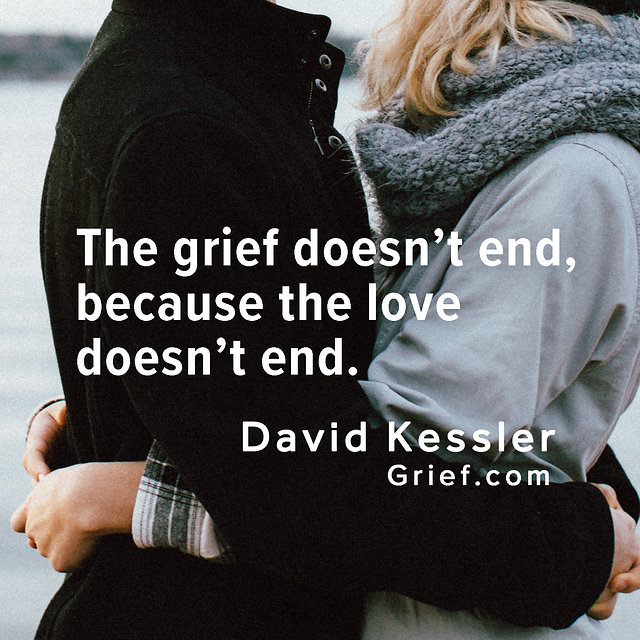 The grief doesn’t end,
because the love
doesn’t end.
David Kessler
Grief.com